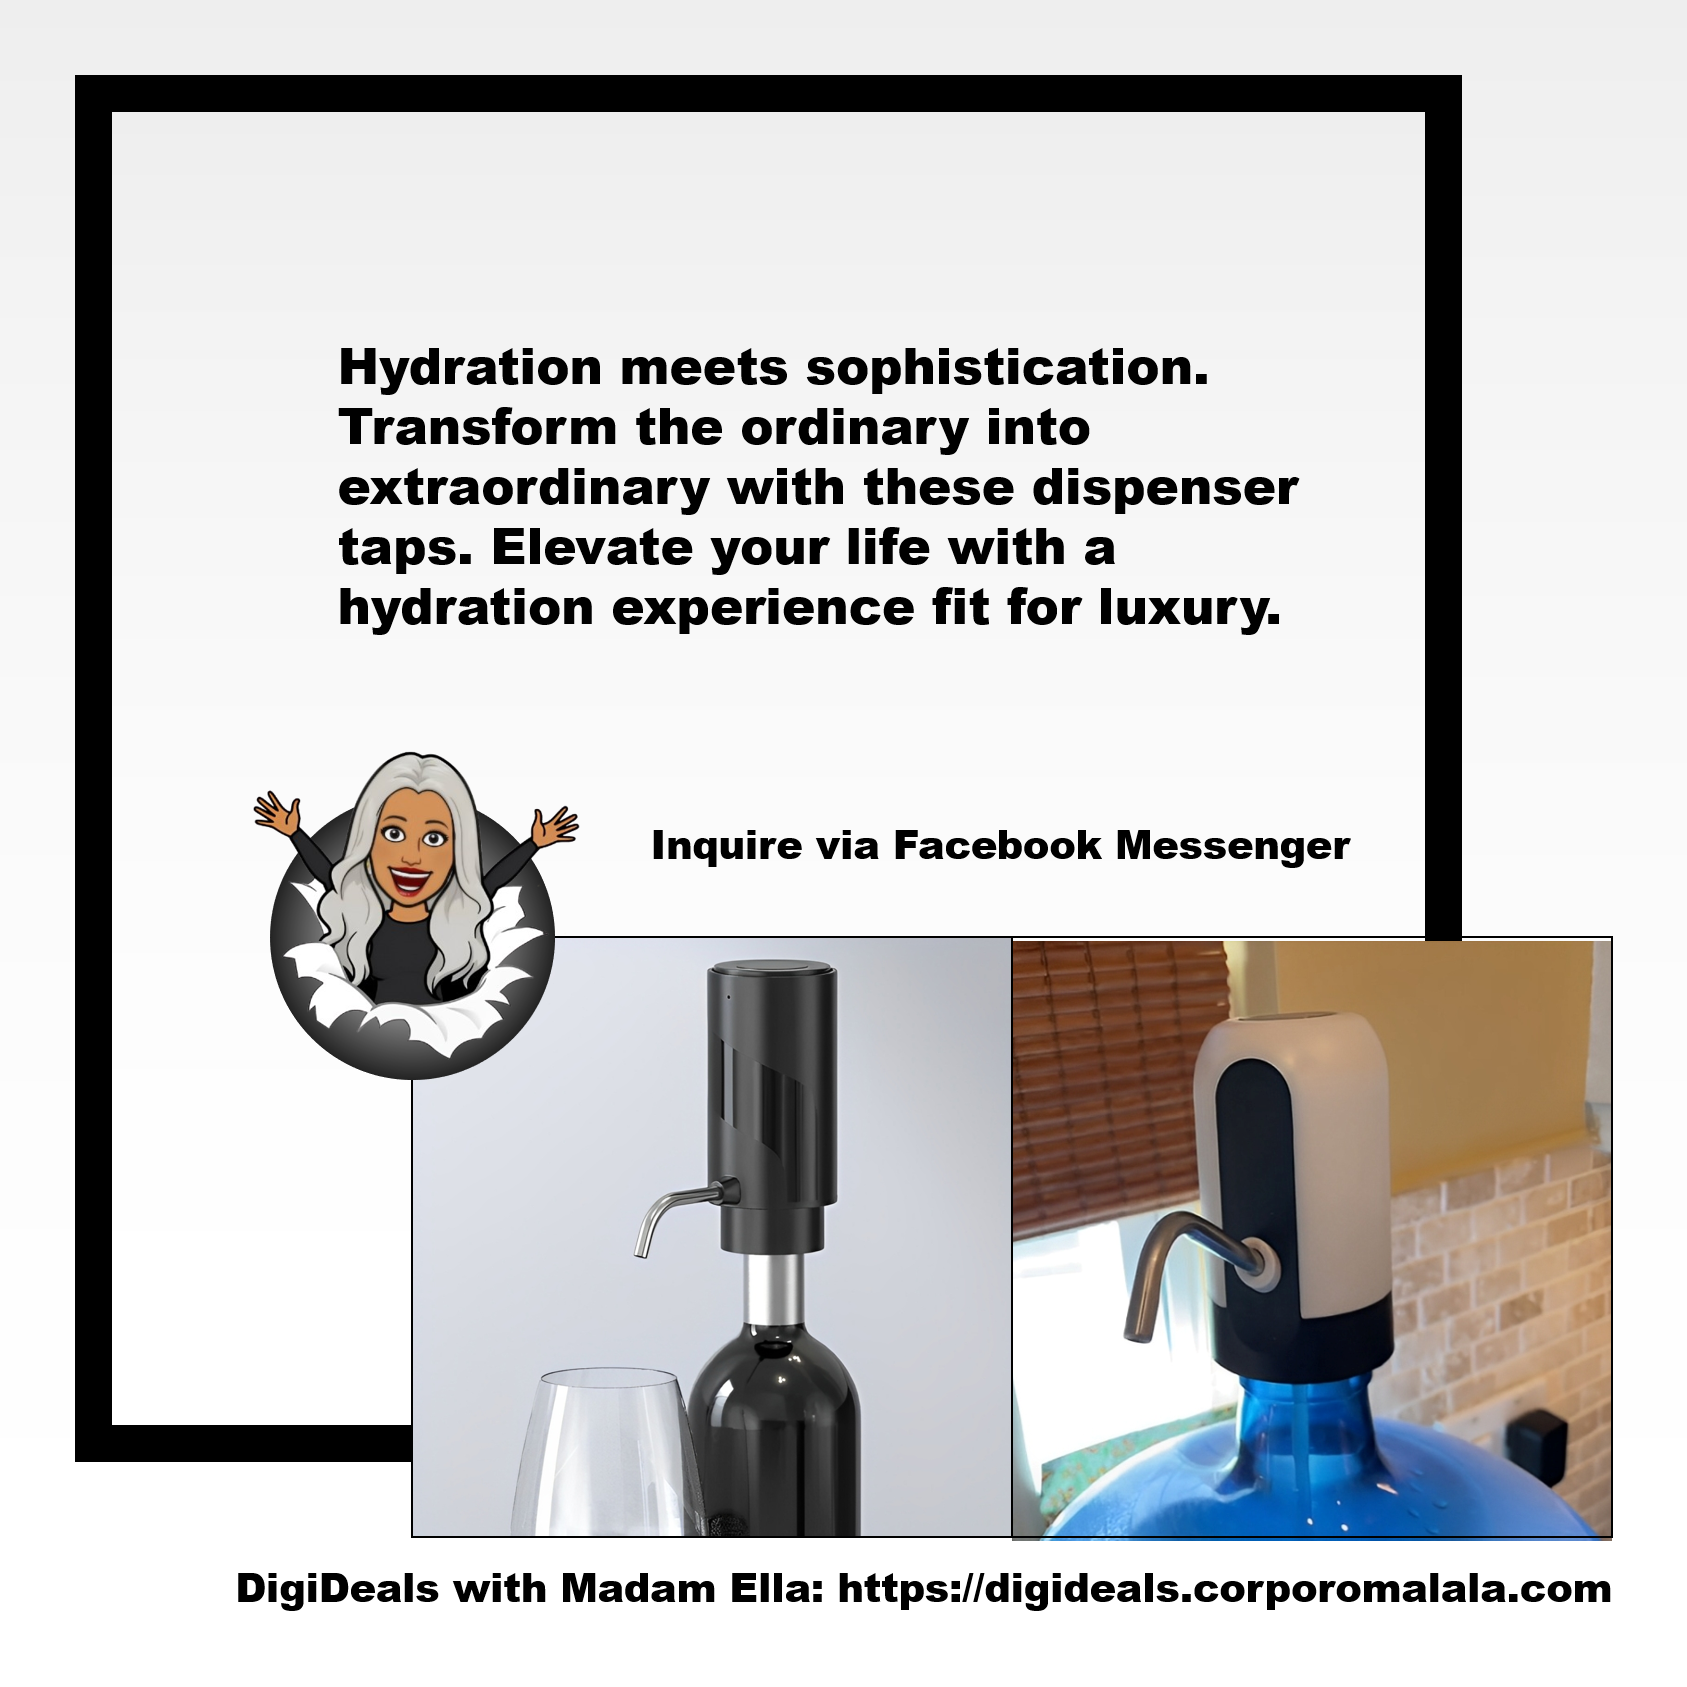 Hydration meets sophistication.
Transform the ordinary into
extraordinary with these dispenser
taps. Elevate your life with a
hydration experience fit for luxury.
Inquire via Facebook Messenger
DigiDeals with Madam Ella: https://digideals.corporomalala.com